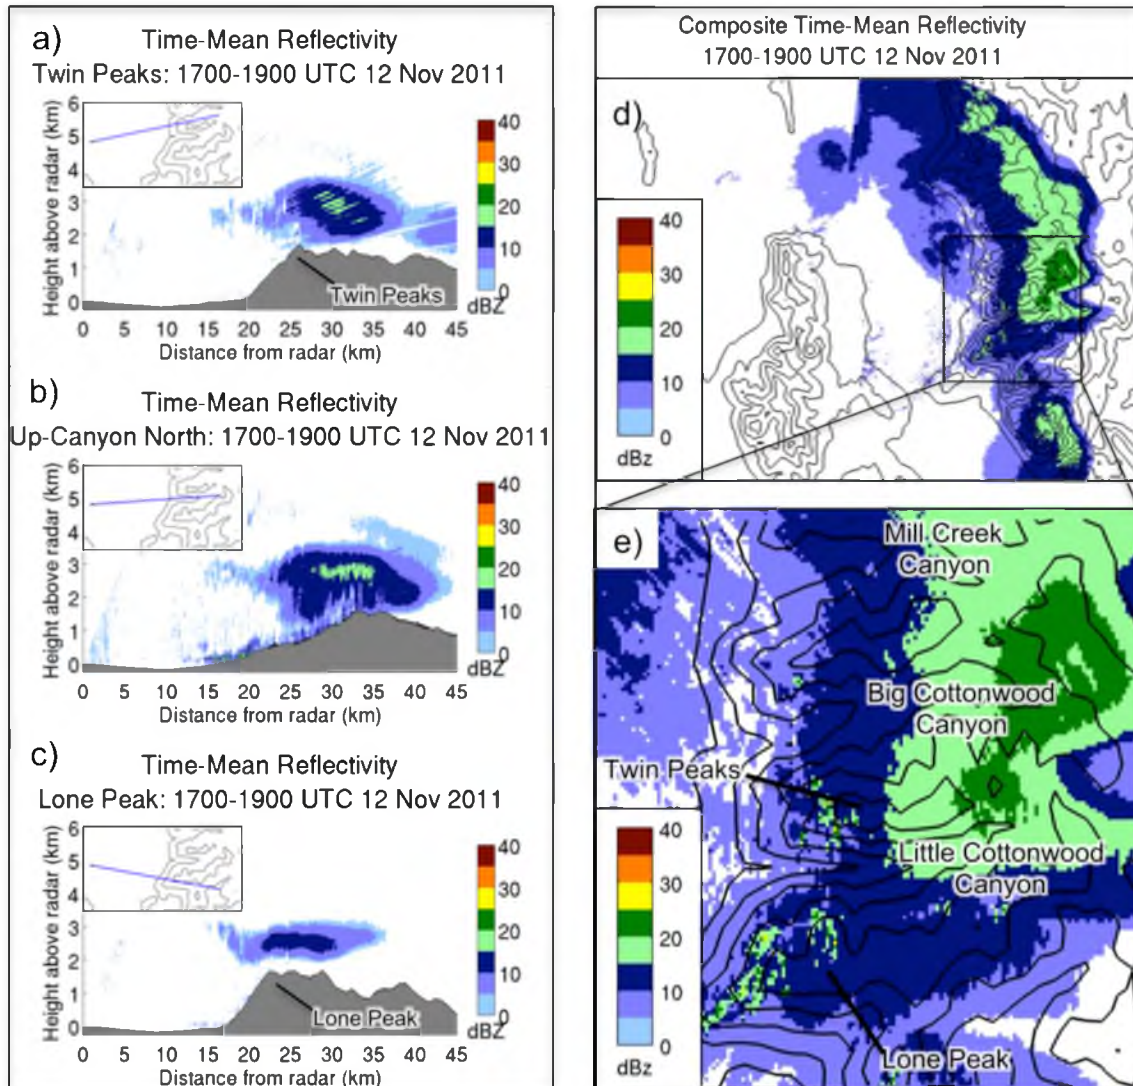 a)
Time-Mean Reflectivity
Twin Peaks: 1700-1900 UTC 12 Nov 2011
Height above radar (km)
6
5
4
3
2
1
0
Twin Peaks
0 5 10 15 20 25 30 35 40 45
Distance from radar (km)
40
30
20
10
0
dBZ
b)
Time-Mean Reflectivity
Up-Canyon North: 1700-1900 UTC 12 Nov 2011
Height above radar (km)
6
5
4
3
2
1
0
0 5 10 15 20 25 30 35 40 45
Distance from radar (km)
40
30
20
10
0
dBZ
c)
Time-Mean Reflectivity
Lone Peak: 1700-1900 UTC 12 Nov 2011
Height above radar (km)
6
5
4
3
2
1
0
Lone Peak
0 5 10 15 20 25 30 35 40 45
Distance from radar (km)
40
30
20
10
0
dBZ
Composite Time-Mean Reflectivity
1700-1900 UTC 12 Nov 2011
d)
40
30
20
10
0
dBz
e)
Mill Creek
Canyon
Big Cottonwood
Canyon
Twin Peaks
Little Cottonwood
Canyon
Lone Peak
40
30
20
10
0
dBz